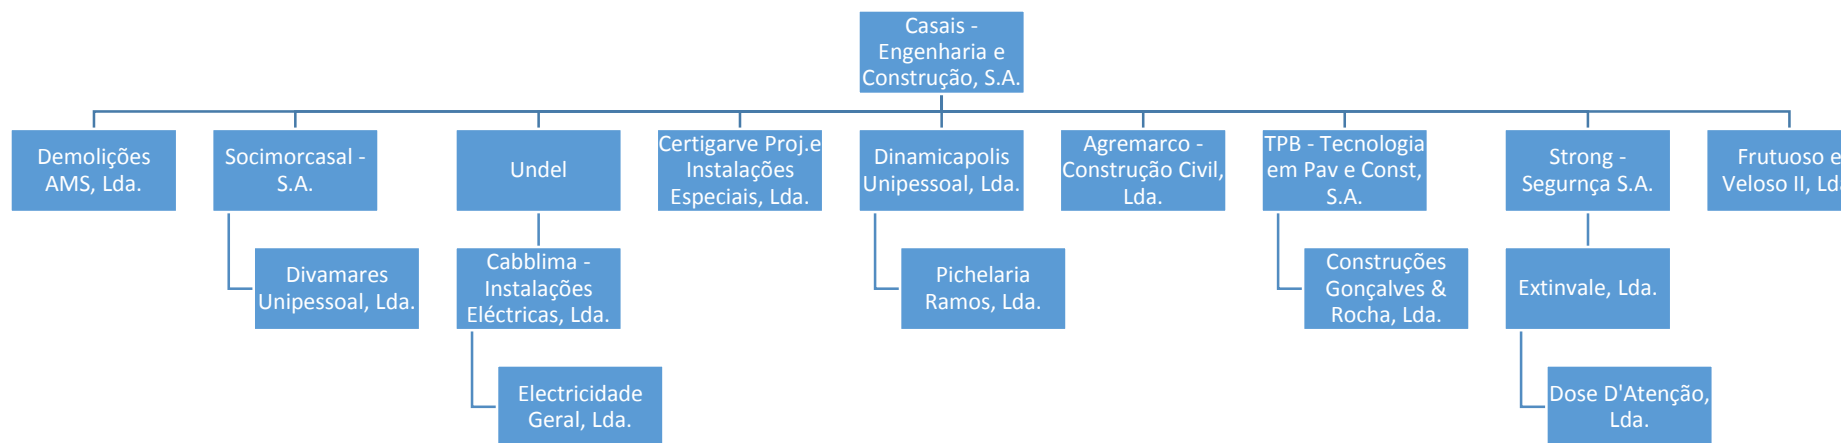 Casais -
Engenharia e
Construção, S.A.
Demolições
AMS, Lda.
Socimorcasal -
S.A.
Undel
Certigarve Proj.e
Instalações
Especiais, Lda.
Dinamicapolis
Unipessoal, Lda.
Agremarco -
Construção Civil,
Lda.
TPB - Tecnologia
em Pav e Const,
S.A.
Strong -
Segurnça S.A.
Frutuoso e
Veloso II, Lda
Divamares
Unipessoal, Lda.
Cabblima -
Instalações
Eléctricas, Lda.
Pichelaria
Ramos, Lda.
Construções
Gonçalves &
Rocha, Lda.
Extinvale, Lda.
Electricidade
Geral, Lda.
Dose D'Atenção,
Lda.